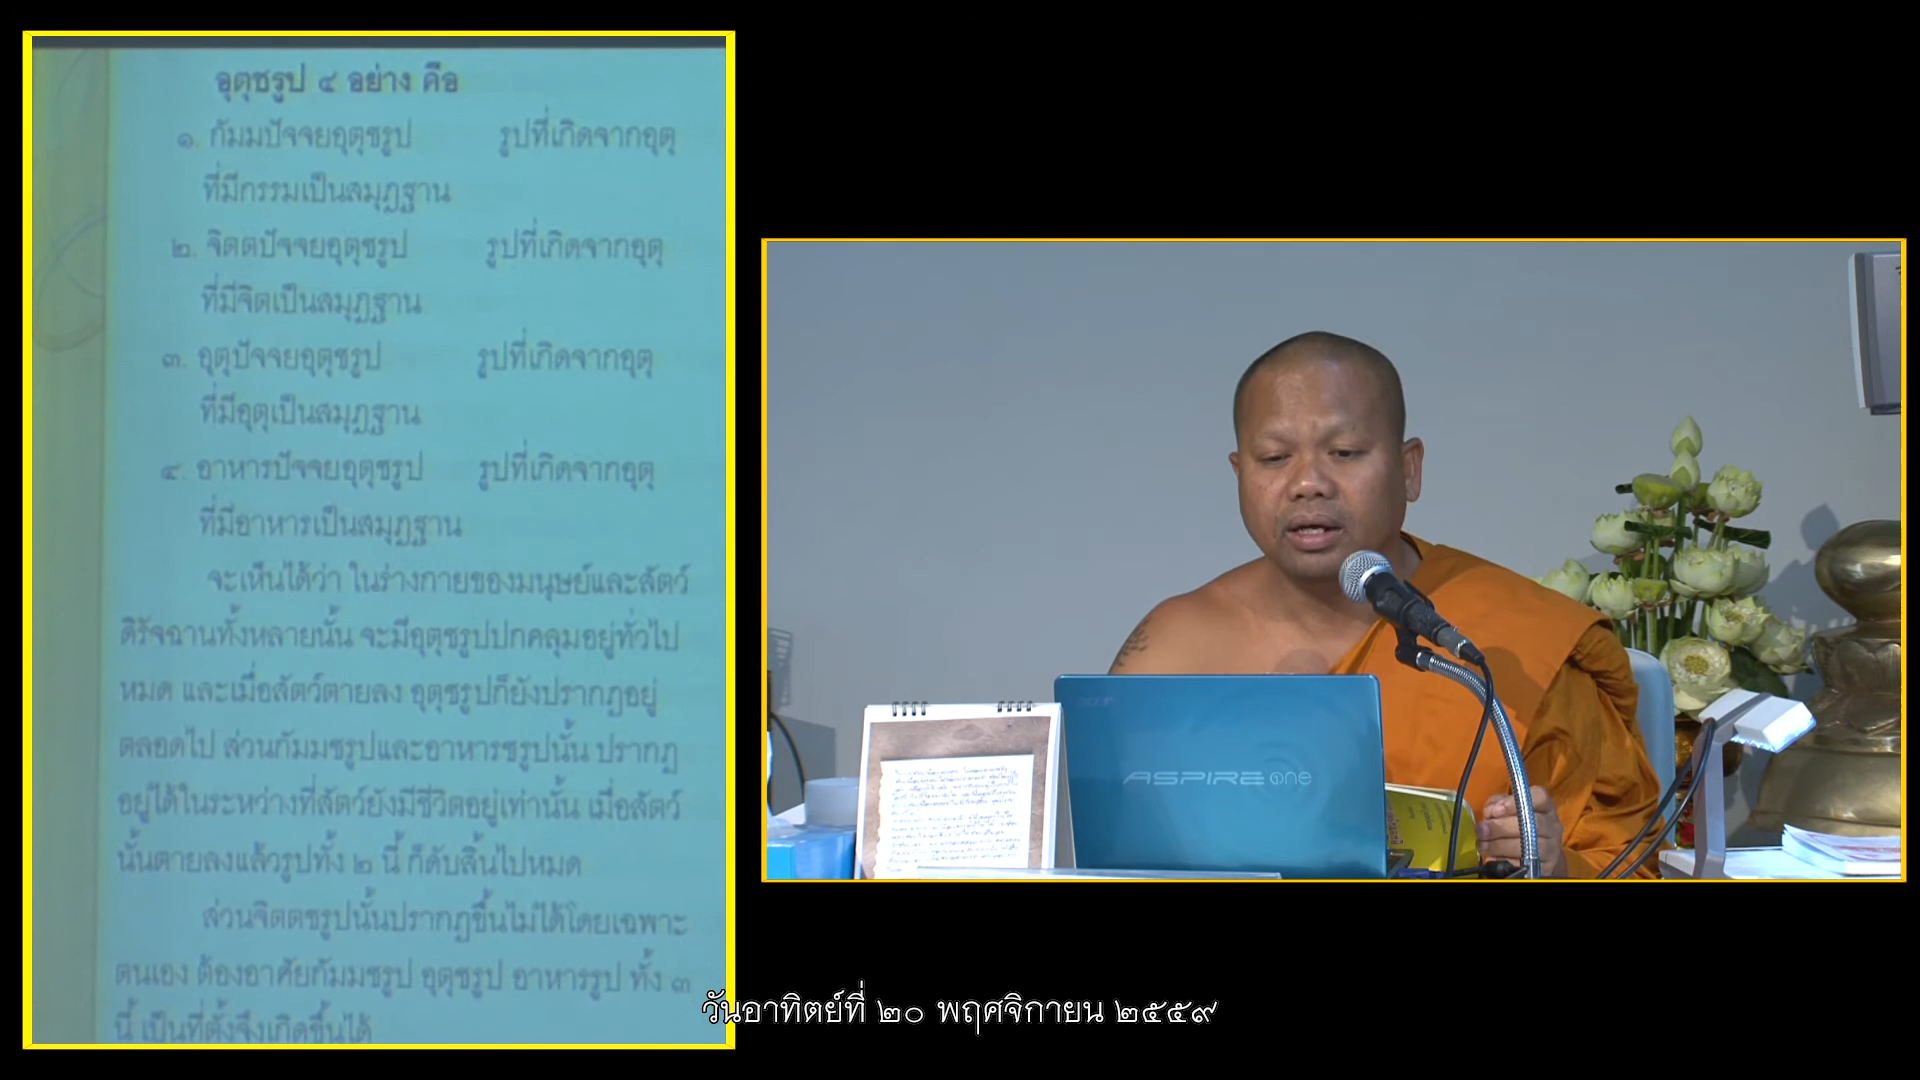 อุตุชรูป ๔ อย่าง คือ
๑. กัมมปัจจยอุตุชรูป รูปที่เกิดจากอุตุ
ที่มีกรรมเป็นสมุฏฐาน
๒. จิตตปัจจยอุตุชรูป รูปที่เกิดจากอุตุ
ที่มีจิตเป็นสมุฏฐาน
๓. อุตุปัจจยอุตุชรูป รูปที่เกิดจากอุตุ
ที่มีอุตุเป็นสมุฏฐาน
๔. อาหารปัจจยอุตุชรูป รูปที่เกิดจากอุตุ
ที่มีอาหารเป็นสมุฏฐาน
จะเห็นได้ว่า ในร่างกายของมนุษย์และสัตว์
ดิรัจฉานทั้งหลายนั้น จะมีอุตุชรูปปกคลุมอยู่ทั่วไป
หมด และเมื่อสัตว์ตายลง อุตุชรูปก็ยังปรากฏอยู่
ตลอดไป ส่วนกัมมชรูปและอาหารชรูปนั้น ปรากฏ
อยู่ได้ในระหว่างที่สัตว์ยังมีชีวิตอยู่เท่านั้น เมื่อสัตว์
นั้นตายลงแล้วรูปทั้ง ๒ นี้ ก็ดับสิ้นไปหมด
ส่วนจิตตชรูปนั้นปรากฏขึ้นไม่ได้โดยเฉพาะ
ตนเอง ต้องอาศัยกัมมชรูป อุตุชรูป อาหารรูป ทั้ง ๓
นี้ เป็นที่ตั้งจึงเกิดขึ้นได้
acer
ASPIRE one
วันอาทิตย์ที่ ๒๐ พฤศจิกายน ๒๕๕๙